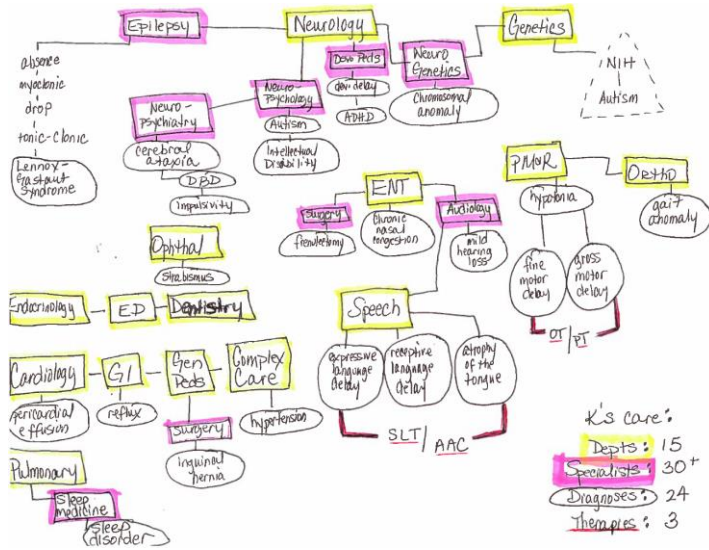 Epilepsy
absence
myoclonic
drop
tonic-clonic
Lennox-
Gastaut
Syndrome
Neurology
Neuro-
psychiatry
cerebral
ataxia
DBD
impulsivity
Neuro-
psychology
Autism
Intellectual
Disability
Devo Peds
dev. delay
ADHD
Neuro
Genetics
Chromosomal
anomaly
Genetics
NIH
Autism
PM&R
hypotonia
fine
motor
delay
gross
motor
delay
OT/PT
Ortho
gait
anomaly
ENT
Surgery
frenulectomy
chronic
nasal
congestion
Audiology
mild
hearing
loss
Speech
expressive
language
delay
receptive
language
delay
atrophy
of the
tongue
SLT/AAC
Ophthal
strabismus
Endocrinology
E.D
Dentistry
Cardiology
pericardial
effusion
GI
reflux
Gen
Peds
Surgery
inguinal
hernia
Complex
Care
hypertension
Pulmonary
Sleep
medicine
sleep
disorder
K's care:
Depts: 15
Specialists: 30+
Diagnoses: 24
Therapies: 3